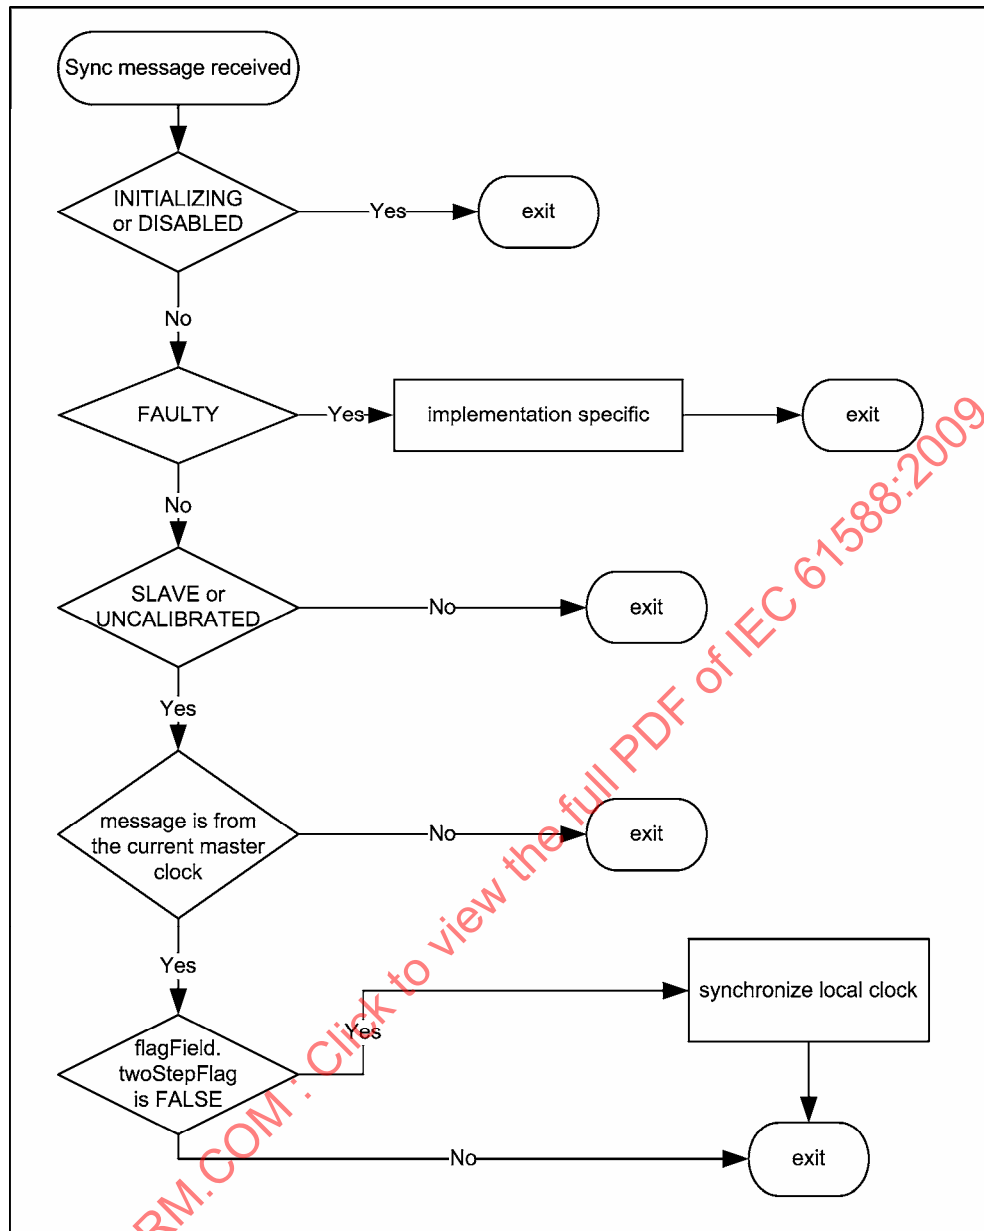 Sync message received
INITIALIZING
or DISABLED
Yes
exit
No
FAULTY
Yes
implementation specific
exit
No
SLAVE or
UNCALIBRATED
No
exit
Yes
message is from
the current master
clock
No
exit
Yes
flagField.
twoStepFlag
is FALSE
Yes
synchronize local clock
No
exit
RM.COM : Click to view the full PDF of IEC 61588:2009